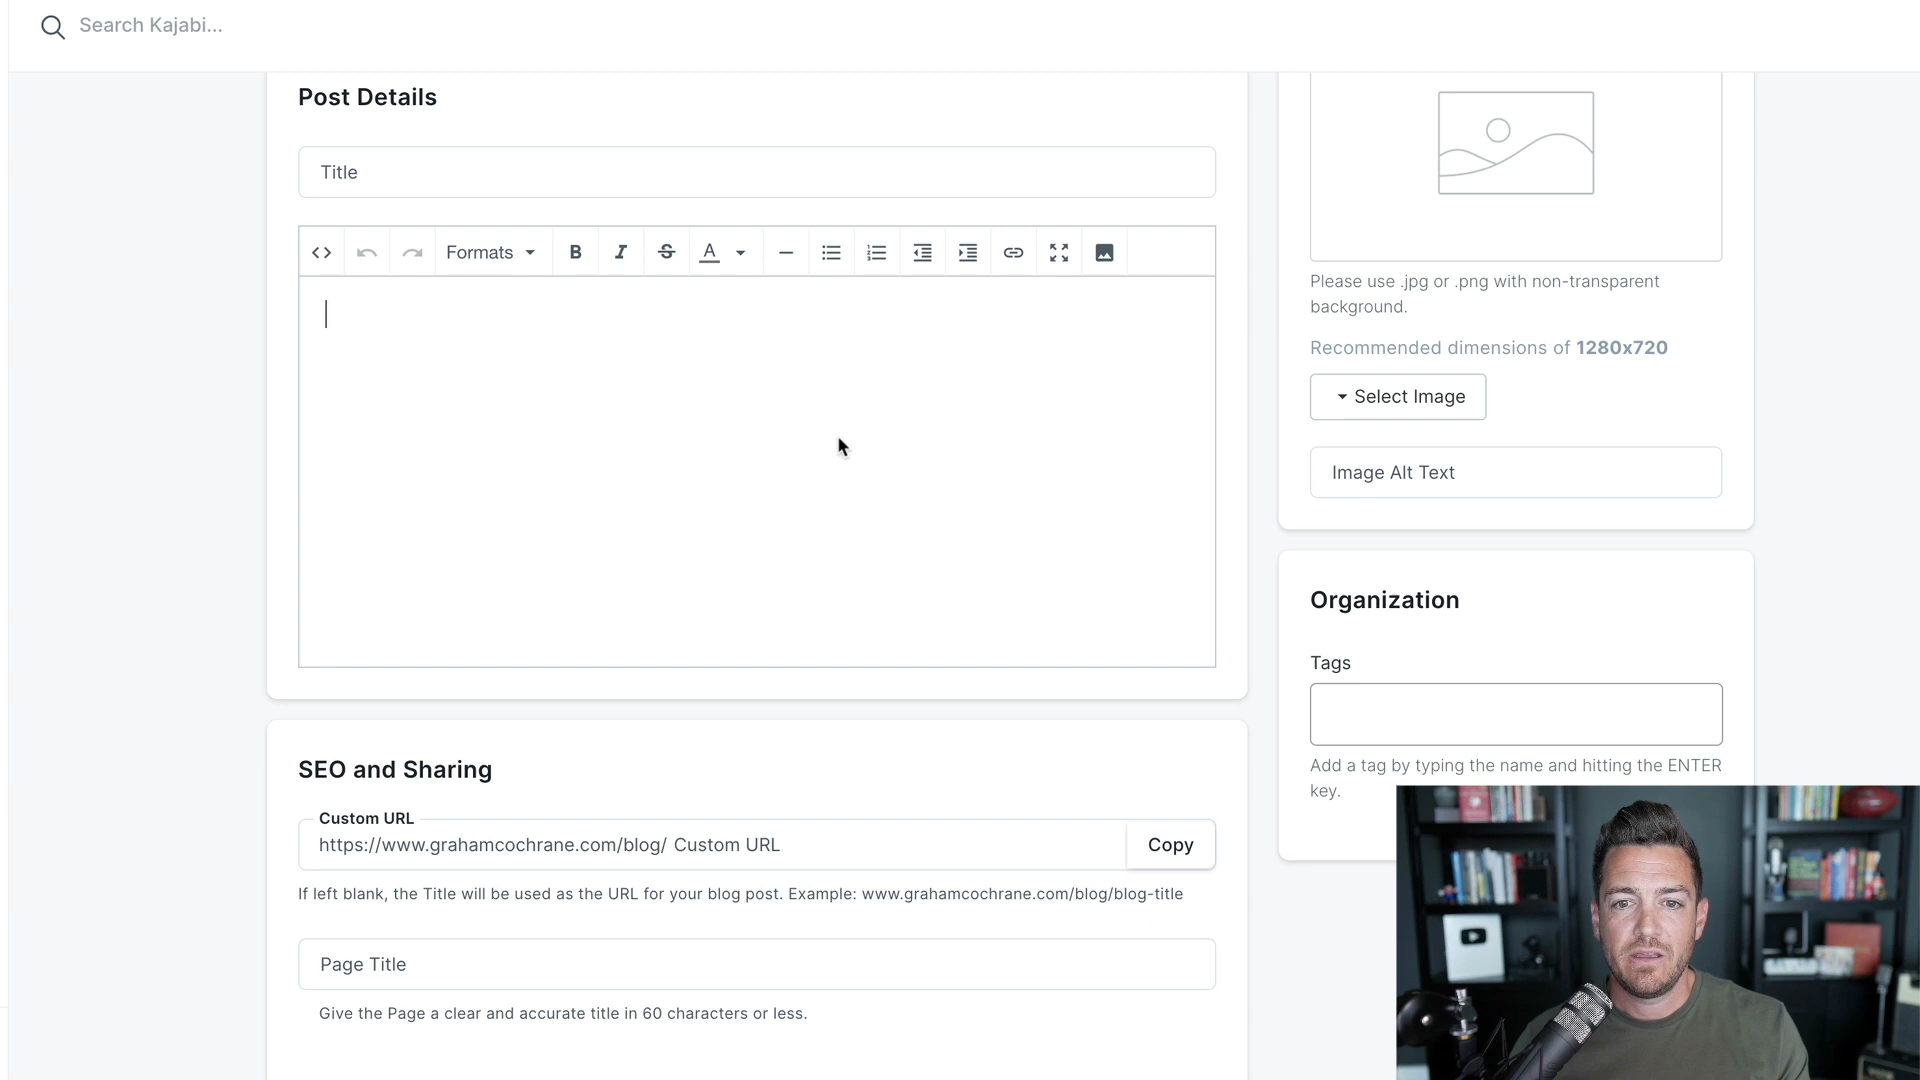 Search Kajabi...
Post Details
Title
Formats
B
I
S
A
Please use .jpg or .png with non-transparent
background.
Recommended dimensions of 1280x720
Select Image
Image Alt Text
Organization
Tags
Add a tag by typing the name and hitting the ENTER
key.
SEO and Sharing
Custom URL
https://www.grahamcochrane.com/blog/ Custom URL
Copy
If left blank, the Title will be used as the URL for your blog post. Example: www.grahamcochrane.com/blog/blog-title
Page Title
Give the Page a clear and accurate title in 60 characters or less.